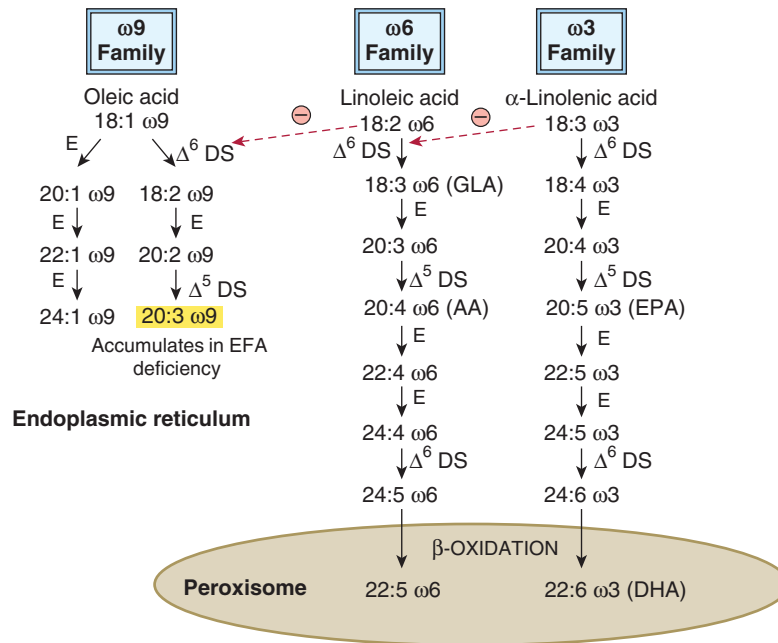 ω9
Family
ω6
Family
ω3
Family
Oleic acid
18:1 ω9
E
Δ⁶ DS
20:1 ω9
E
22:1 ω9
E
24:1 ω9
18:2 ω9
E
20:2 ω9
Δ⁵ DS
20:3 ω9
Accumulates in EFA
deficiency
Endoplasmic reticulum
−
Linoleic acid
18:2 ω6
Δ⁶ DS
18:3 ω6 (GLA)
E
20:3 ω6
Δ⁵ DS
20:4 ω6 (AA)
E
22:4 ω6
E
24:4 ω6
Δ⁶ DS
24:5 ω6
−
α-Linolenic acid
18:3 ω3
Δ⁶ DS
18:4 ω3
E
20:4 ω3
Δ⁵ DS
20:5 ω3 (EPA)
E
22:5 ω3
E
24:5 ω3
Δ⁶ DS
24:6 ω3
β-OXIDATION
Peroxisome
22:5 ω6
22:6 ω3 (DHA)